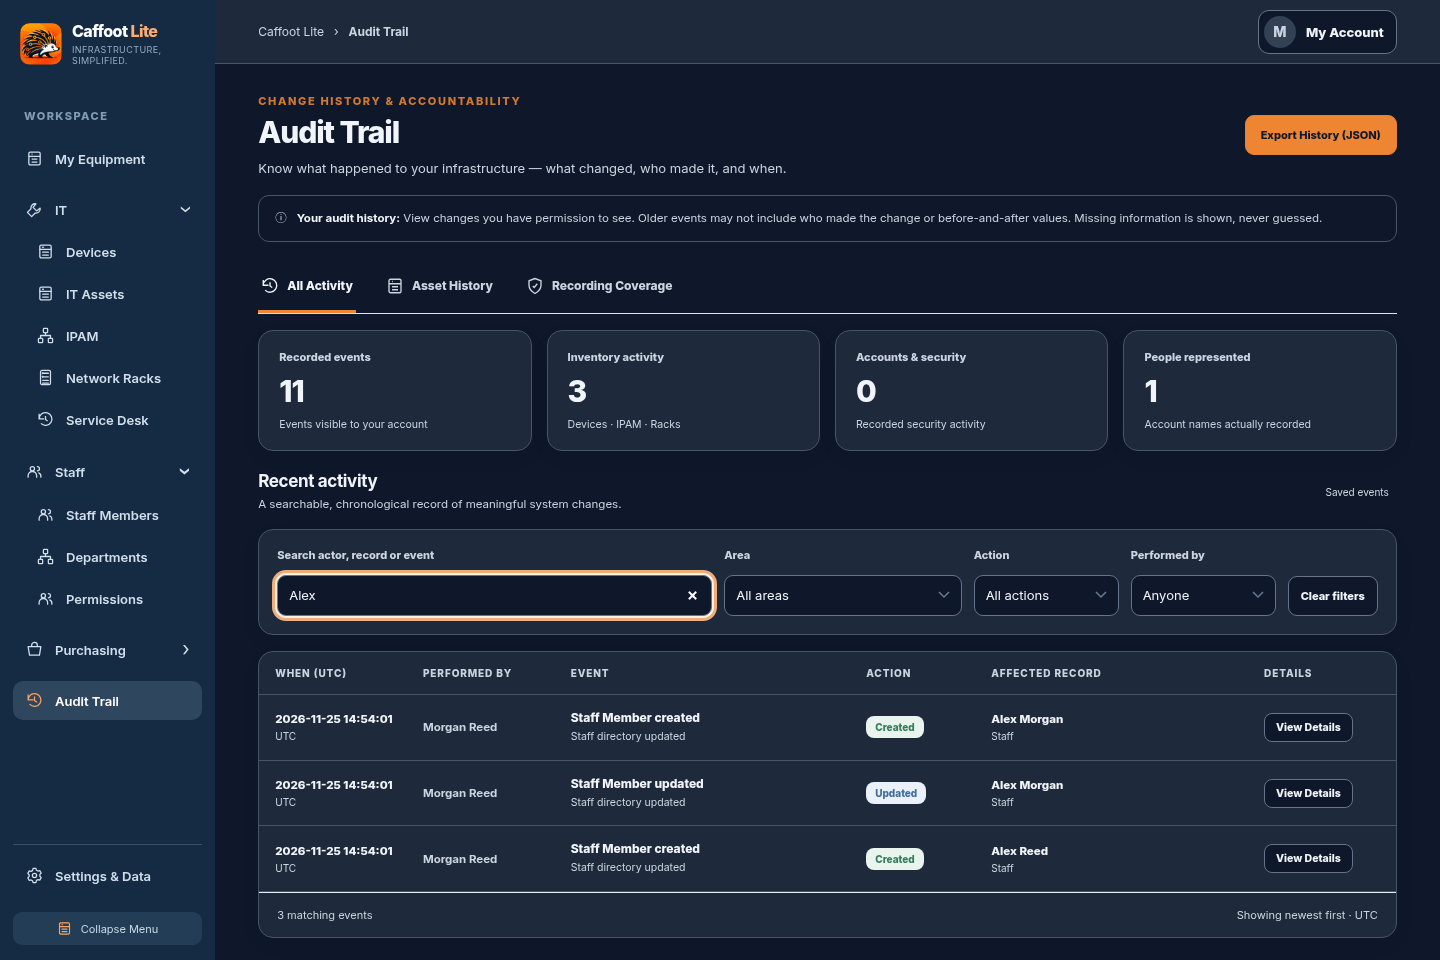 Caffoot Lite
INFRASTRUCTURE,
SIMPLIFIED.
WORKSPACE
My Equipment
IT
Devices
IT Assets
IPAM
Network Racks
Service Desk
Staff
Staff Members
Departments
Permissions
Purchasing
Audit Trail
Settings & Data
Collapse Menu
Caffoot Lite › Audit Trail
M My Account
CHANGE HISTORY & ACCOUNTABILITY
Audit Trail
Know what happened to your infrastructure — what changed, who made it, and when.
Export History (JSON)
Your audit history: View changes you have permission to see. Older events may not include who made the change or before-and-after values. Missing information is shown, never guessed.
All Activity Asset History Recording Coverage
Recorded events
11
Events visible to your account
Inventory activity
3
Devices · IPAM · Racks
Accounts & security
0
Recorded security activity
People represented
1
Account names actually recorded
Recent activity
A searchable, chronological record of meaningful system changes.
Saved events
Search actor, record or event Area Action Performed by
Alex × All areas All actions Anyone Clear filters
WHEN (UTC) PERFORMED BY EVENT ACTION AFFECTED RECORD DETAILS
2026-11-25 14:54:01
UTC
Morgan Reed
Staff Member created
Staff directory updated
Created
Alex Morgan
Staff
View Details
2026-11-25 14:54:01
UTC
Morgan Reed
Staff Member updated
Staff directory updated
Updated
Alex Morgan
Staff
View Details
2026-11-25 14:54:01
UTC
Morgan Reed
Staff Member created
Staff directory updated
Created
Alex Reed
Staff
View Details
3 matching events
Showing newest first · UTC